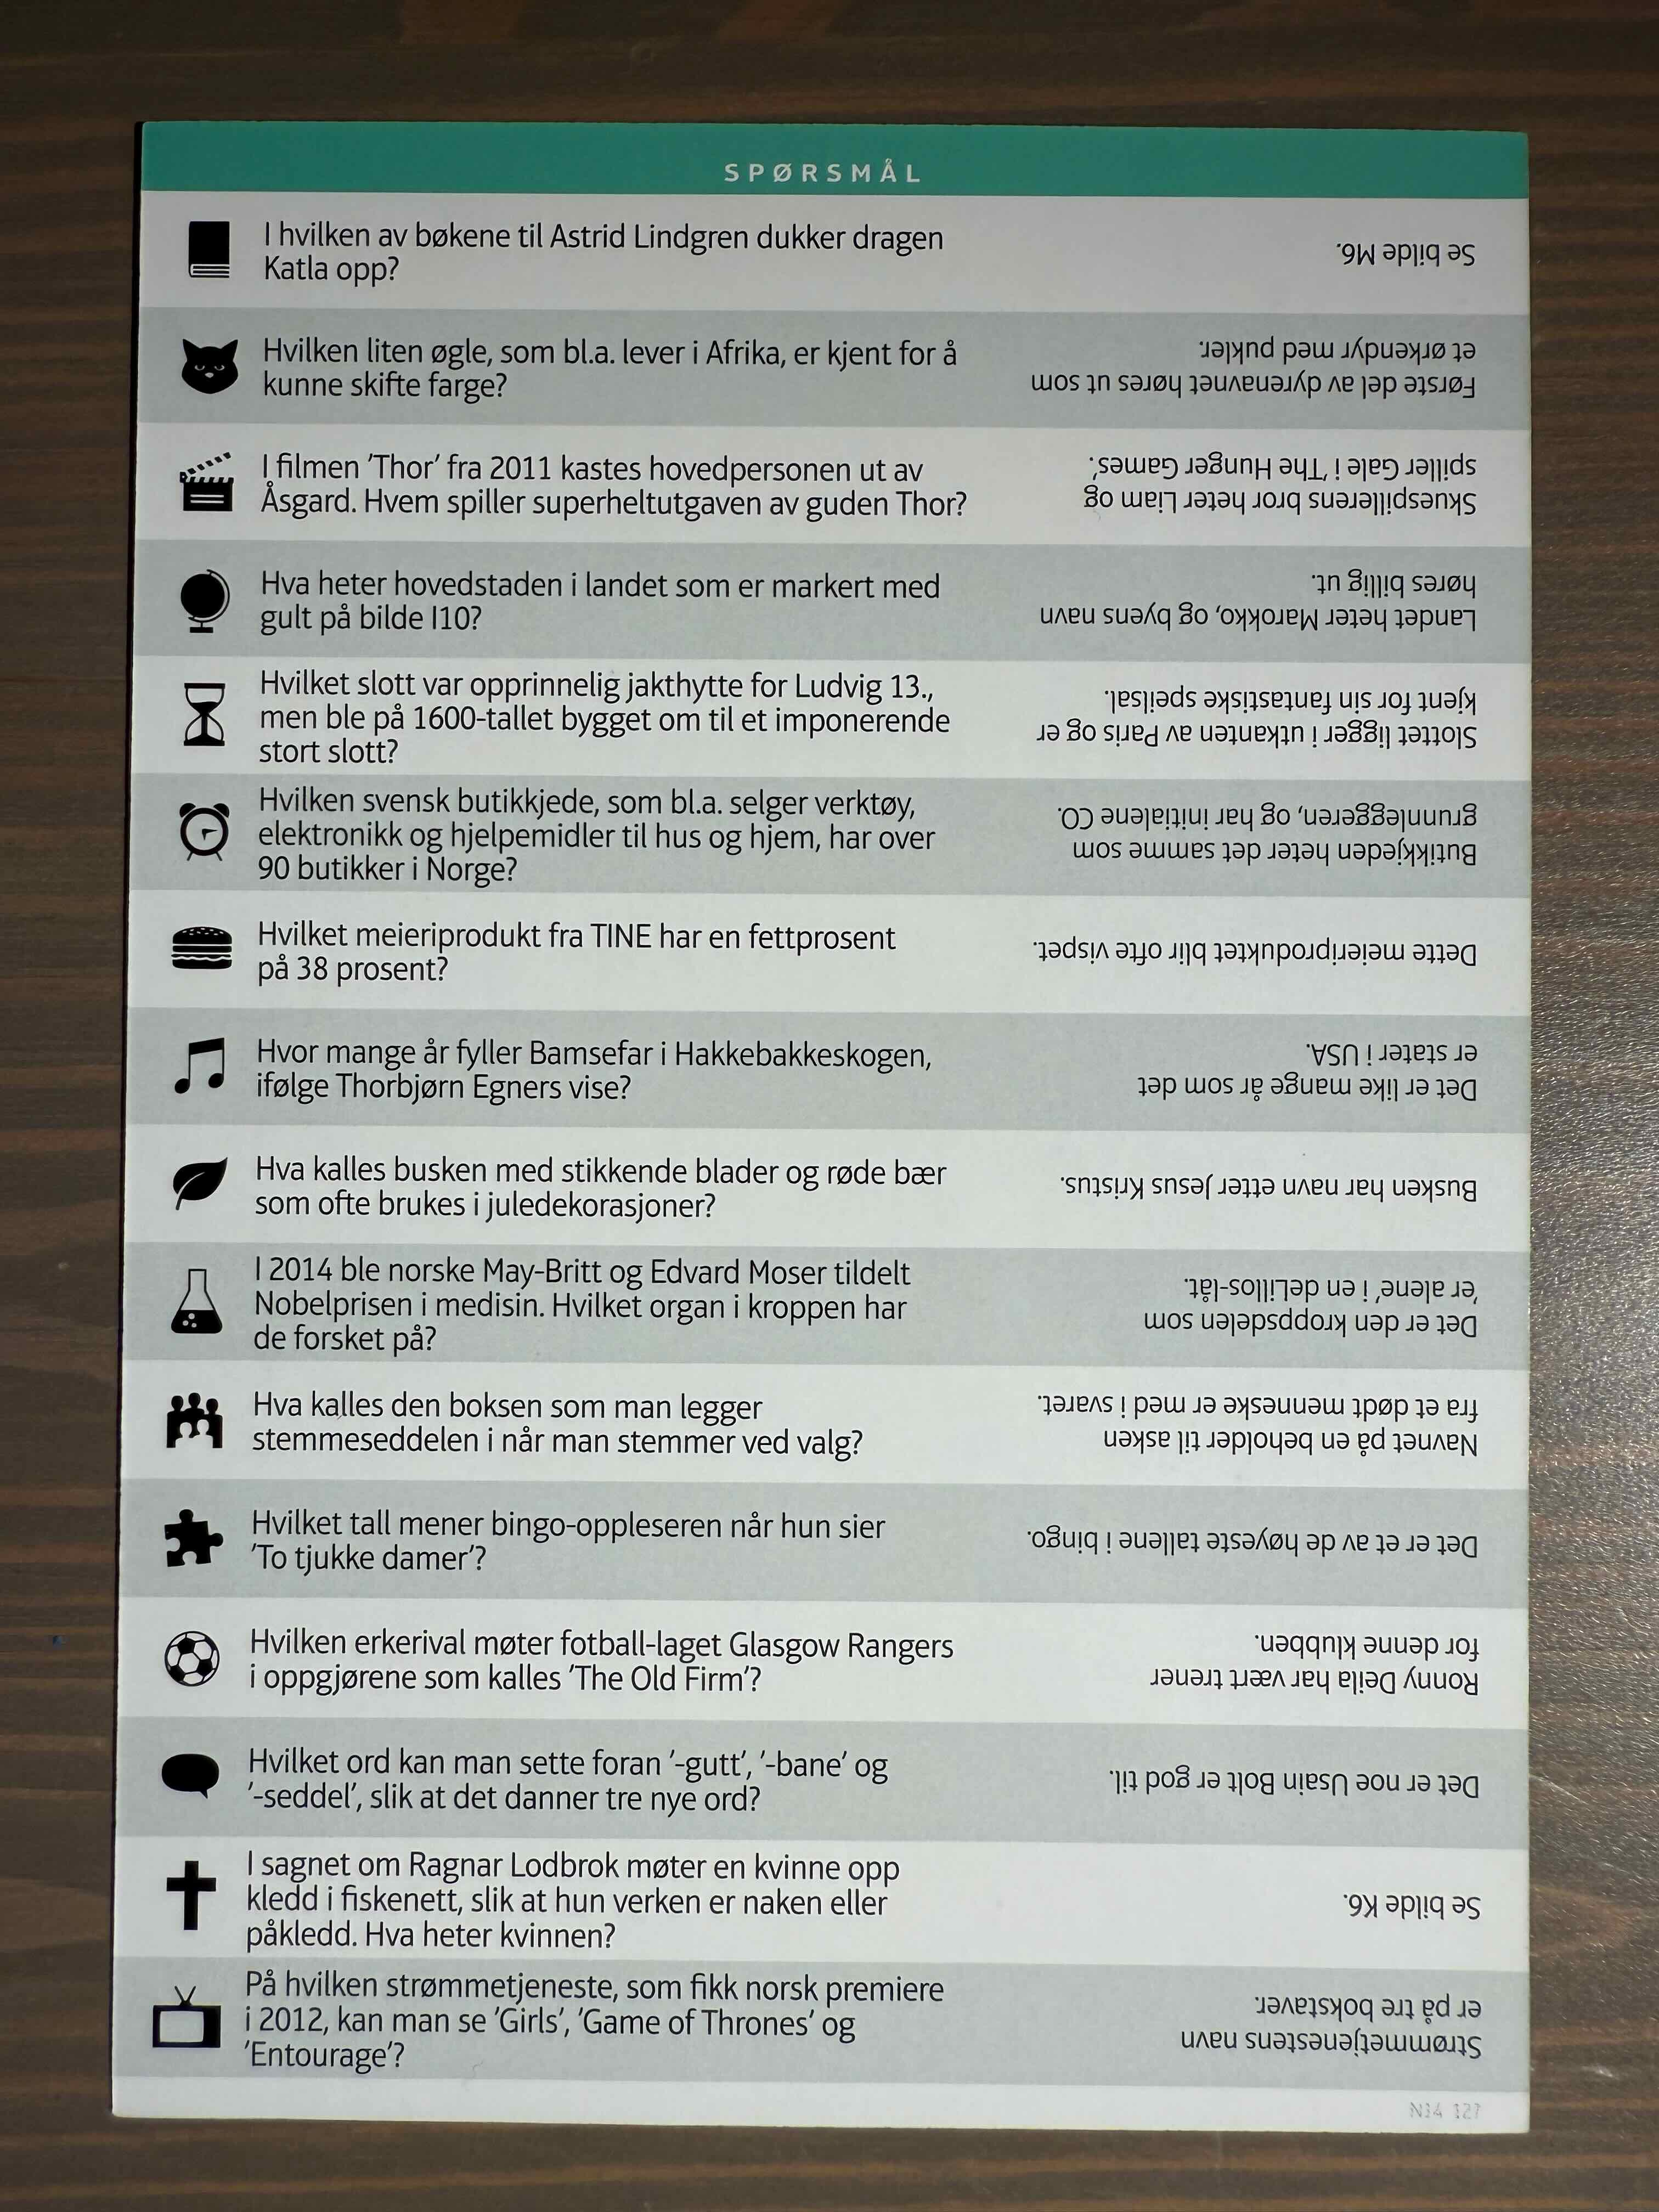 SPØRSMÅL
I hvilken av bøkene til Astrid Lindgren dukker dragen
Katla opp?
Se bilde M6.
Hvilken liten øgle, som bl.a. lever i Afrika, er kjent for å
kunne skifte farge?
Første del av dyrenavnet høres ut som
et ørkendyr med pukler.
I filmen 'Thor' fra 2011 kastes hovedpersonen ut av
Åsgard. Hvem spiller superheltutgaven av guden Thor?
Skuespillerens bror heter Liam og
spiller Gale i 'The Hunger Games'.
Hva heter hovedstaden i landet som er markert med
gult på bilde I10?
Landet heter Marokko, og byens navn
høres billig ut.
Hvilket slott var opprinnelig jakthytte for Ludvig 13.,
men ble på 1600-tallet bygget om til et imponerende
stort slott?
Slottet ligger i utkanten av Paris og er
kjent for sin fantastiske speilsal.
Hvilken svensk butikkjede, som bl.a. selger verktøy,
elektronikk og hjelpemidler til hus og hjem, har over
90 butikker i Norge?
Butikkjeden heter det samme som
grunnleggeren, og har initialene CO.
Hvilket meieriprodukt fra TINE har en fettprosent
på 38 prosent?
Dette meieriproduktet blir ofte vispet.
Hvor mange år fyller Bamsefar i Hakkebakkeskogen,
ifølge Thorbjørn Egners vise?
Det er like mange år som det
er stater i USA.
Hva kalles busken med stikkende blader og røde bær
som ofte brukes i juledekorasjoner?
Busken har navn etter Jesus Kristus.
I 2014 ble norske May-Britt og Edvard Moser tildelt
Nobelprisen i medisin. Hvilket organ i kroppen har
de forsket på?
Det er den kroppsdelen som
'er alene' i en deLillos-låt.
Hva kalles den boksen som man legger
stemmeseddelen i når man stemmer ved valg?
Navnet på en beholder til asken
fra et dødt menneske er med i svaret.
Hvilket tall mener bingo-oppleseren når hun sier
'To tjukke damer'?
Det er et av de høyeste tallene i bingo.
Hvilken erkerival møter fotball-laget Glasgow Rangers
i oppgjørene som kalles 'The Old Firm'?
Ronny Deila har vært trener
for denne klubben.
Hvilket ord kan man sette foran '-gutt', '-bane' og
'-seddel', slik at det danner tre nye ord?
Det er noe Usain Bolt er god til.
I sagnet om Ragnar Lodbrok møter en kvinne opp
kledd i fiskenett, slik at hun verken er naken eller
påkledd. Hva heter kvinnen?
Se bilde K6.
På hvilken strømmetjeneste, som fikk norsk premiere
i 2012, kan man se 'Girls', 'Game of Thrones' og
'Entourage'?
Strømmetjenestens navn
er på tre bokstaver.
N14 127